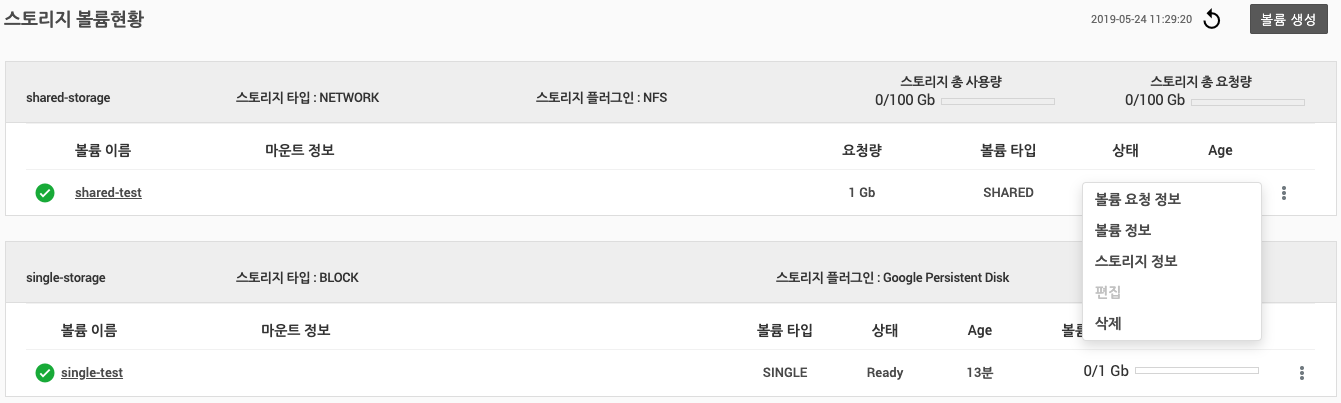 스토리지 볼륨현황 2019-05-24 11:29:20 볼륨 생성
shared-storage 스토리지 타입 : NETWORK 스토리지 플러그인 : NFS 스토리지 총 사용량 0/100 Gb 스토리지 총 요청량 0/100 Gb
볼륨 이름 마운트 정보 요청량 볼륨 타입 상태 Age
shared-test 1 Gb SHARED
볼륨 요청 정보
볼륨 정보
스토리지 정보
편집
삭제
single-storage 스토리지 타입 : BLOCK 스토리지 플러그인 : Google Persistent Disk
볼륨 이름 마운트 정보 볼륨 타입 상태 Age
single-test SINGLE Ready 13분 0/1 Gb